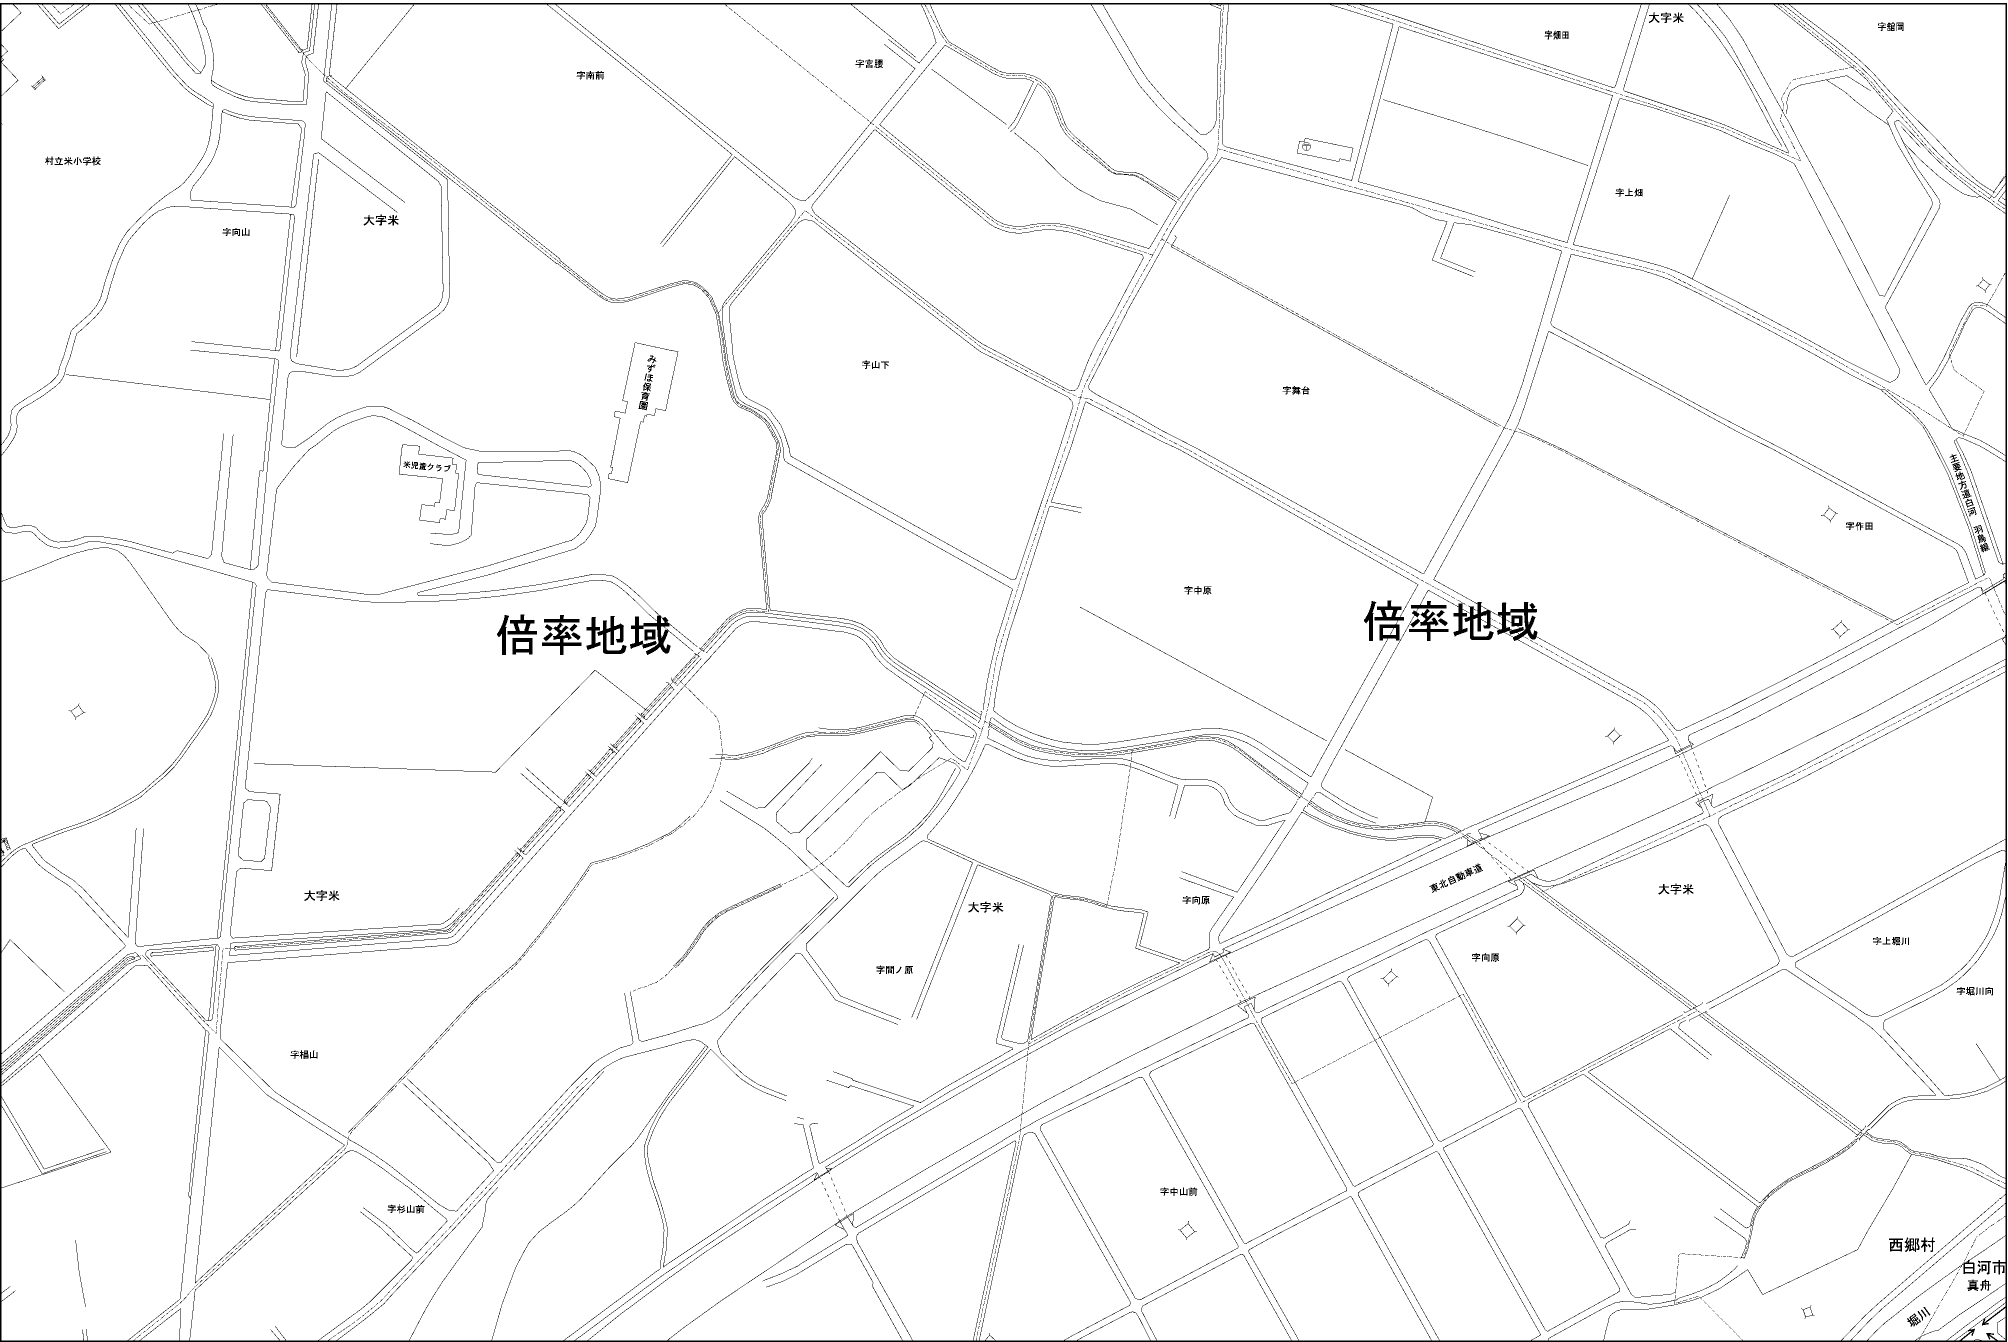 大字米
字畑田
字舘岡
字南前
字宮腰
村立米小学校
字上畑
大字米
字向山
みずほ保育園
字山下
字舞台
米児童クラブ
主要地方道白河　羽鳥線
字作田
字中原
倍率地域
倍率地域
東北自動車道
大字米
大字米
大字米
字向原
字上堀川
字向原
字間ノ原
字堀川向
字椙山
字中山前
字杉山前
西郷村
白河市
真舟
堀川